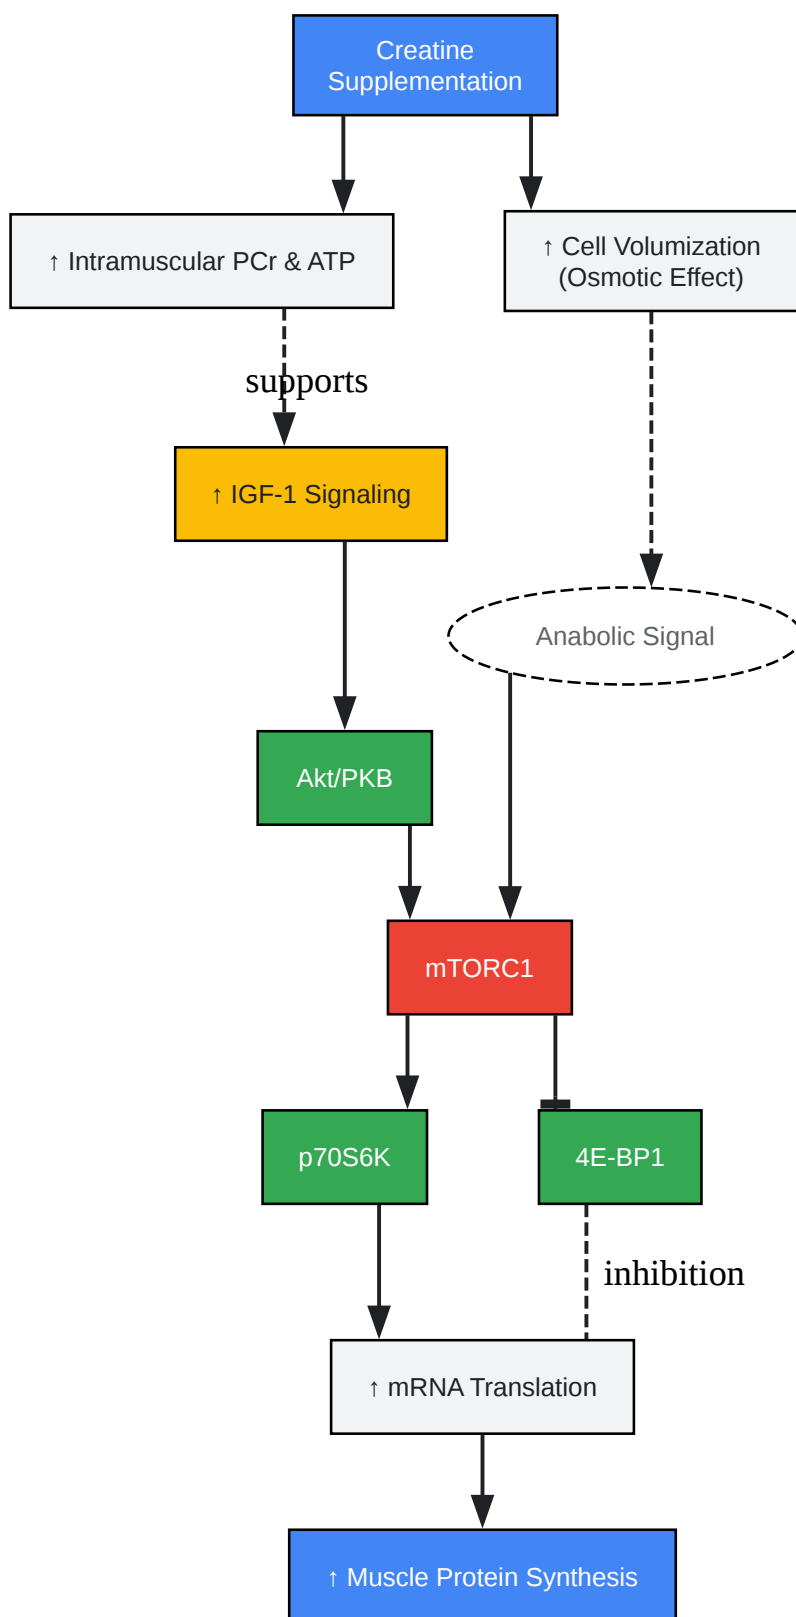 Creatine
Supplementation
↑ Intramuscular PCr & ATP
↑ Cell Volumization
(Osmotic Effect)
supports
↑ IGF-1 Signaling
Anabolic Signal
Akt/PKB
mTORC1
p70S6K
4E-BP1
inhibition
↑ mRNA Translation
↑ Muscle Protein Synthesis